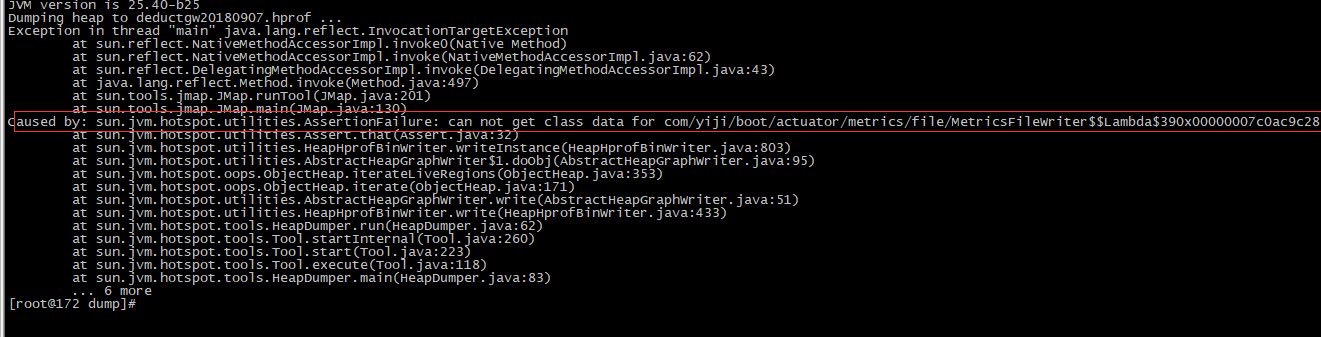 JVM version is 25.40-b25
Dumping heap to deductgw20180907.hprof ...
Exception in thread "main" java.lang.reflect.InvocationTargetException
at sun.reflect.NativeMethodAccessorImpl.invoke0(Native Method)
at sun.reflect.NativeMethodAccessorImpl.invoke(NativeMethodAccessorImpl.java:62)
at sun.reflect.DelegatingMethodAccessorImpl.invoke(DelegatingMethodAccessorImpl.java:43)
at java.lang.reflect.Method.invoke(Method.java:497)
at sun.tools.jmap.JMap.runTool(JMap.java:201)
at sun.tools.jmap.JMap.main(JMap.java:130)
Caused by: sun.jvm.hotspot.utilities.AssertionFailure: can not get class data for com/yiji/boot/actuator/metrics/file/MetricsFileWriter$$Lambda$390x00000007c0ac9c28
at sun.jvm.hotspot.utilities.Assert.that(Assert.java:32)
at sun.jvm.hotspot.utilities.HeapHprofBinWriter.writeInstance(HeapHprofBinWriter.java:803)
at sun.jvm.hotspot.utilities.AbstractHeapGraphWriter$1.doObj(AbstractHeapGraphWriter.java:95)
at sun.jvm.hotspot.oops.ObjectHeap.iterateLiveRegions(ObjectHeap.java:353)
at sun.jvm.hotspot.oops.ObjectHeap.iterate(ObjectHeap.java:171)
at sun.jvm.hotspot.utilities.AbstractHeapGraphWriter.write(AbstractHeapGraphWriter.java:51)
at sun.jvm.hotspot.utilities.HeapHprofBinWriter.write(HeapHprofBinWriter.java:433)
at sun.jvm.hotspot.tools.HeapDumper.run(HeapDumper.java:62)
at sun.jvm.hotspot.tools.Tool.startInternal(Tool.java:260)
at sun.jvm.hotspot.tools.Tool.start(Tool.java:223)
at sun.jvm.hotspot.tools.Tool.execute(Tool.java:118)
at sun.jvm.hotspot.tools.HeapDumper.main(HeapDumper.java:83)
... 6 more
[root@172 dump]#